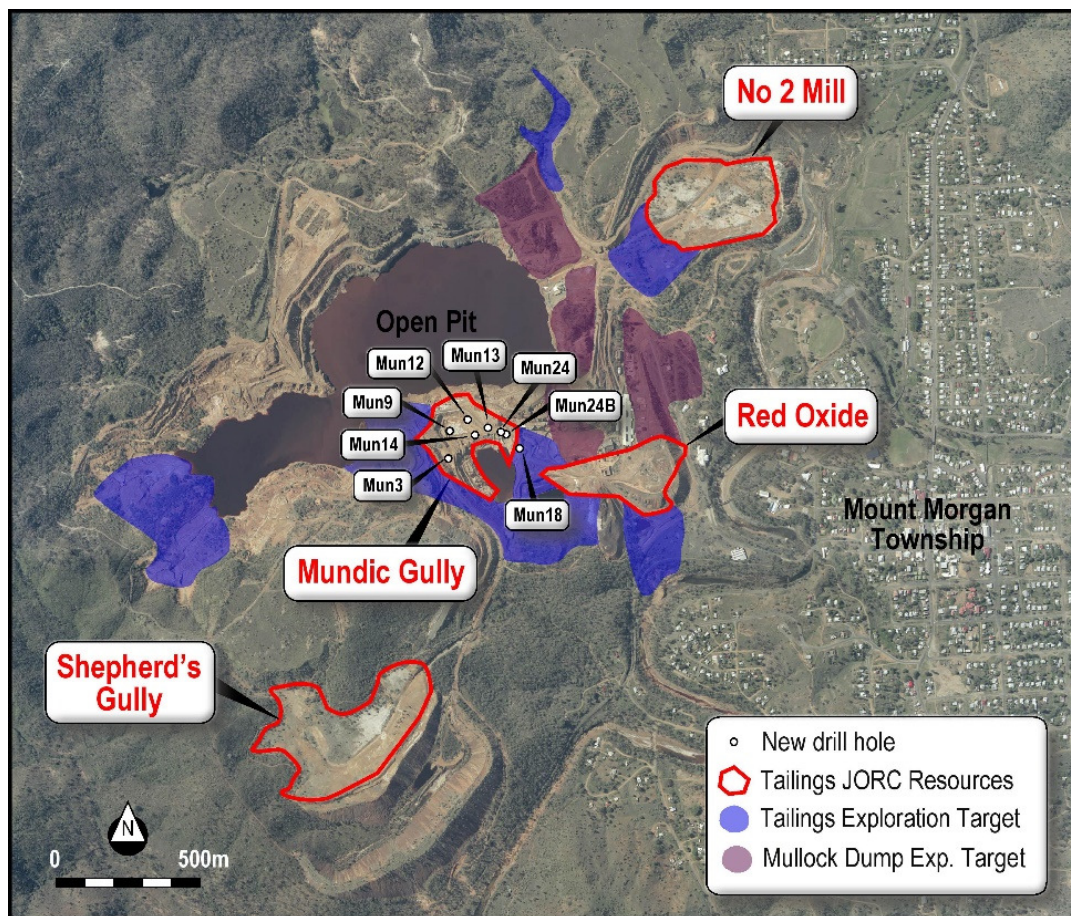 No 2 Mill
Open Pit
Mun12
Mun13
Mun24
Mun9
Mun24B
Mun14
Red Oxide
Mun3
Mun18
Mount Morgan
Township
Mundic Gully
Shepherd's
Gully
New drill hole
Tailings JORC Resources
Tailings Exploration Target
Mullock Dump Exp. Target
N
0
500m